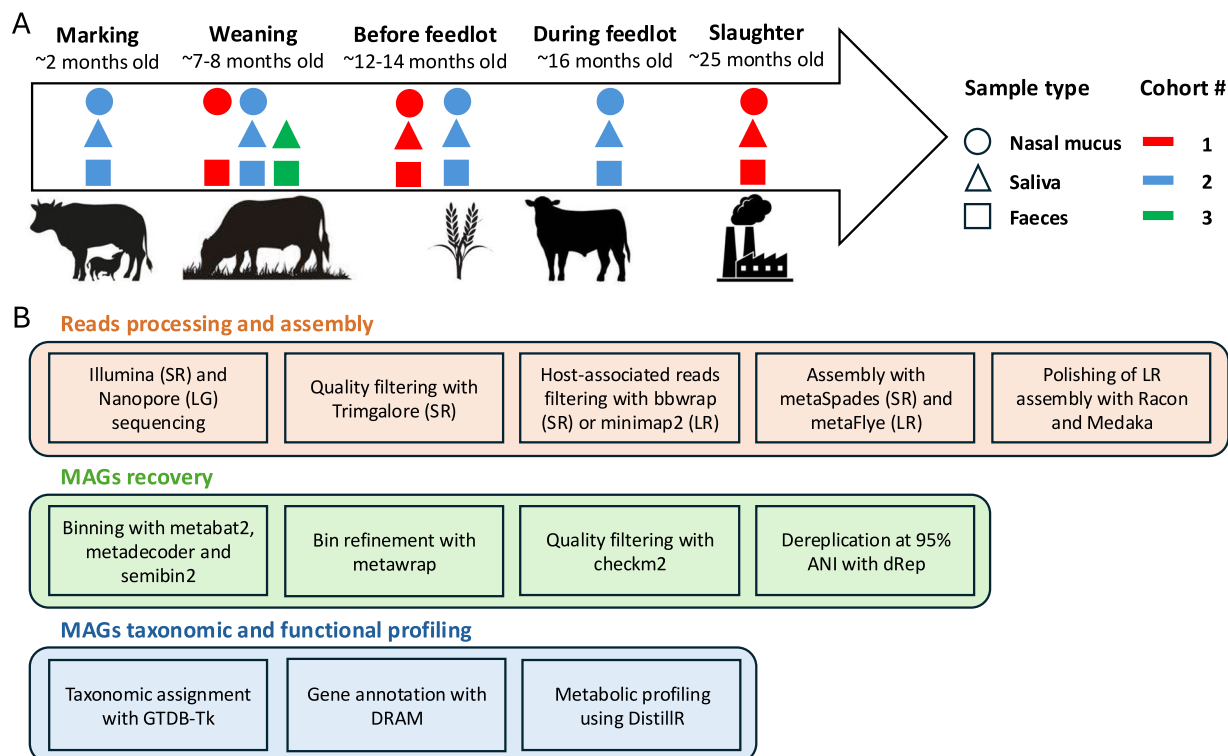 A
Marking
~2 months old
Weaning
~7-8 months old
Before feedlot
~12-14 months old
During feedlot
~16 months old
Slaughter
~25 months old
Sample type
Cohort #
Nasal mucus
1
Saliva
2
Faeces
3
B
Reads processing and assembly
Illumina (SR) and
Nanopore (LG)
sequencing
Quality filtering with
Trimgalore (SR)
Host-associated reads
filtering with bbwrap
(SR) or minimap2 (LR)
Assembly with
metaSpades (SR) and
metaFlye (LR)
Polishing of LR
assembly with Racon
and Medaka
MAGs recovery
Binning with metabat2,
metadecoder and
semibin2
Bin refinement with
metawrap
Quality filtering with
checkm2
Dereplication at 95%
ANI with dRep
MAGs taxonomic and functional profiling
Taxonomic assignment
with GTDB-Tk
Gene annotation with
DRAM
Metabolic profiling
using DistillR